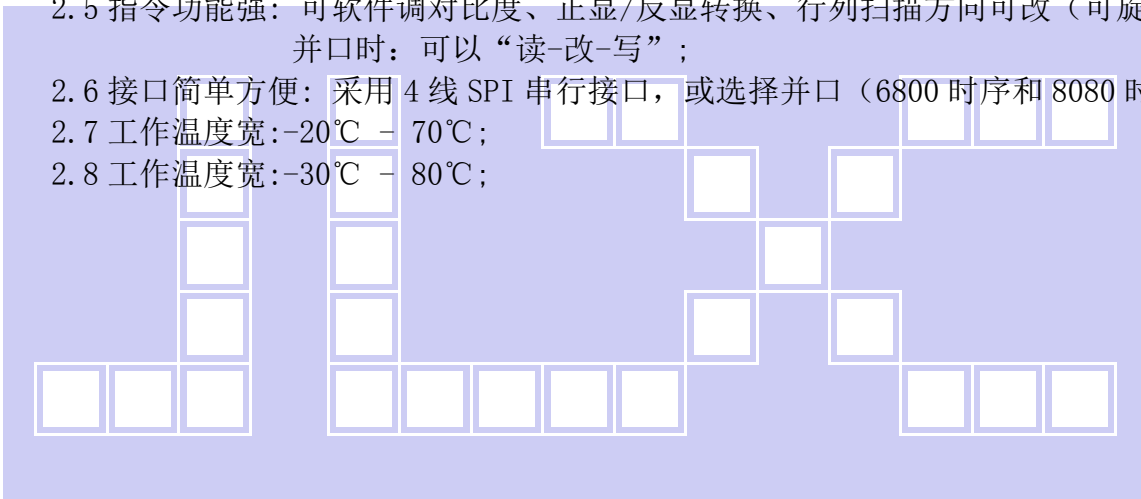 2.5 指令功能强: 可软件调对比度、正显/反显转换、行列扫描方向可改（可旋
并口时: 可以“读-改-写”;
2.6 接口简单方便: 采用 4 线 SPI 串行接口，或选择并口（6800 时序和 8080 时
2.7 工作温度宽:-20℃ - 70℃;
2.8 工作温度宽:-30℃ - 80℃;